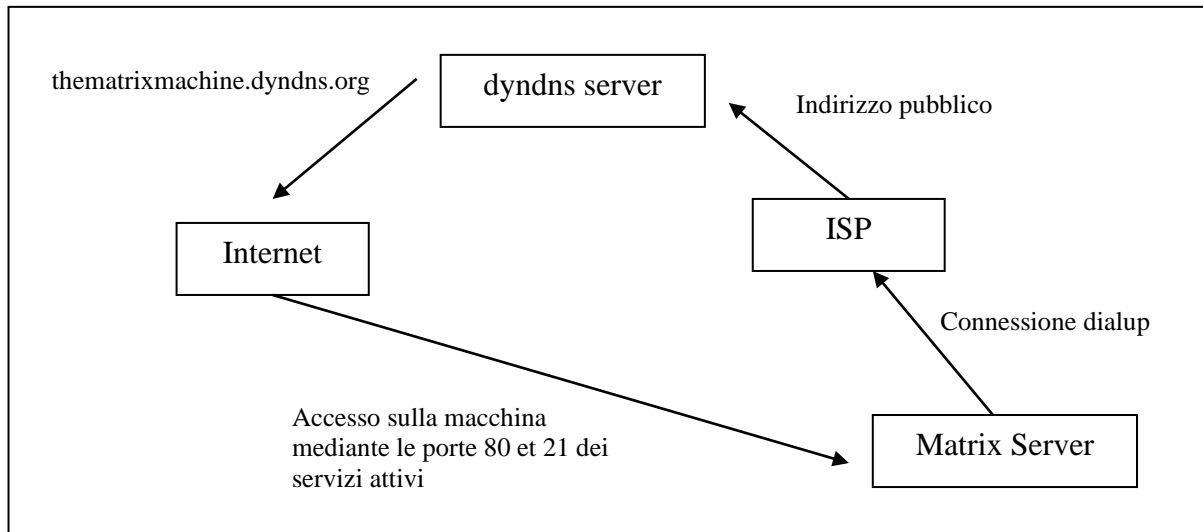 thematrixmachine.dyndns.org
dyndns server
Indirizzo pubblico
Internet
ISP
Connessione dialup
Accesso sulla macchina
mediante le porte 80 et 21 dei
servizi attivi
Matrix Server